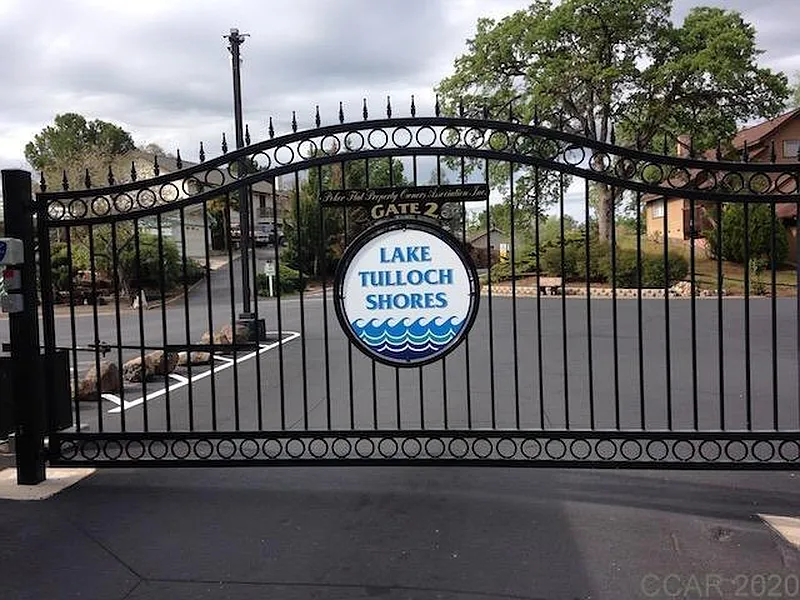 Poker Flat Property Owners Association Inc.
GATE 2
LAKE
TULLOCH
SHORES
CCAR 2020